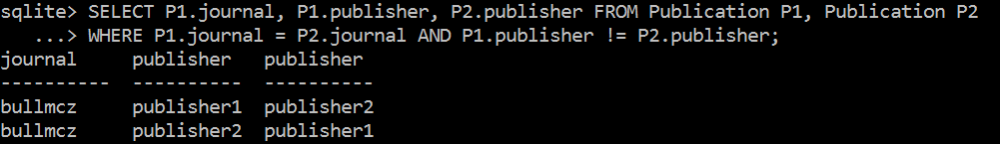 sqlite> SELECT P1.journal, P1.publisher, P2.publisher FROM Publication P1, Publication P2
...> WHERE P1.journal = P2.journal AND P1.publisher != P2.publisher;
journal     publisher   publisher
----------  ----------  ----------
bullmcz     publisher1  publisher2
bullmcz     publisher2  publisher1